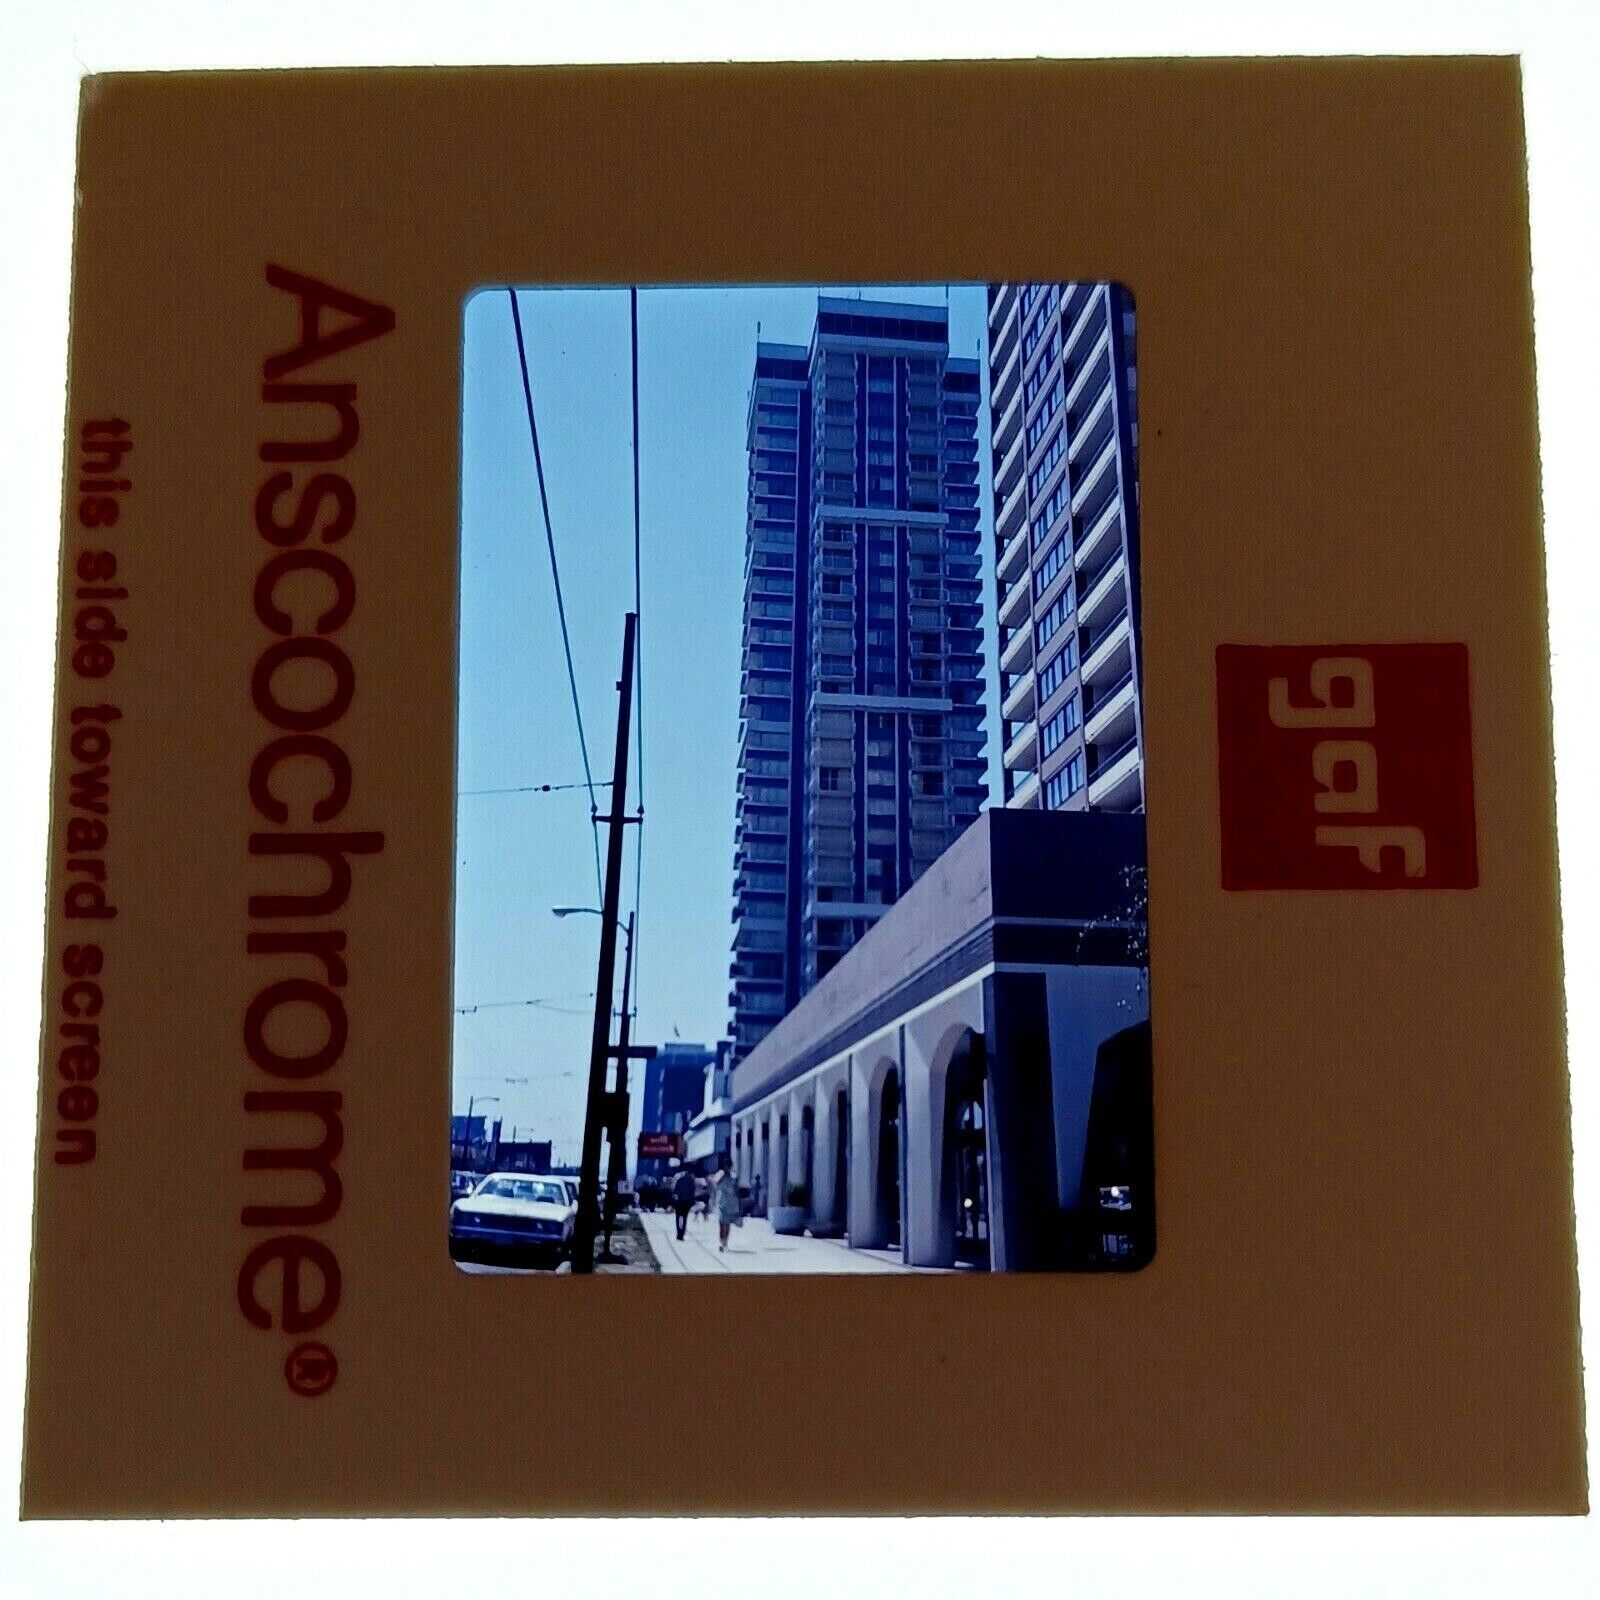 gaf
Anscochrome®
this side toward screen